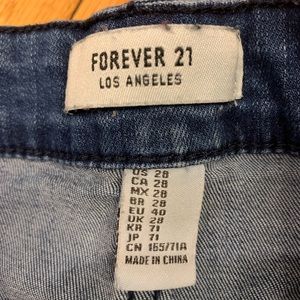 FOREVER 21
LOS ANGELES
US 28
CA 28
MX 28
BR 28
EU 40
UK 28
KR 71
JP 71
CN 165/71A
MADE IN CHINA